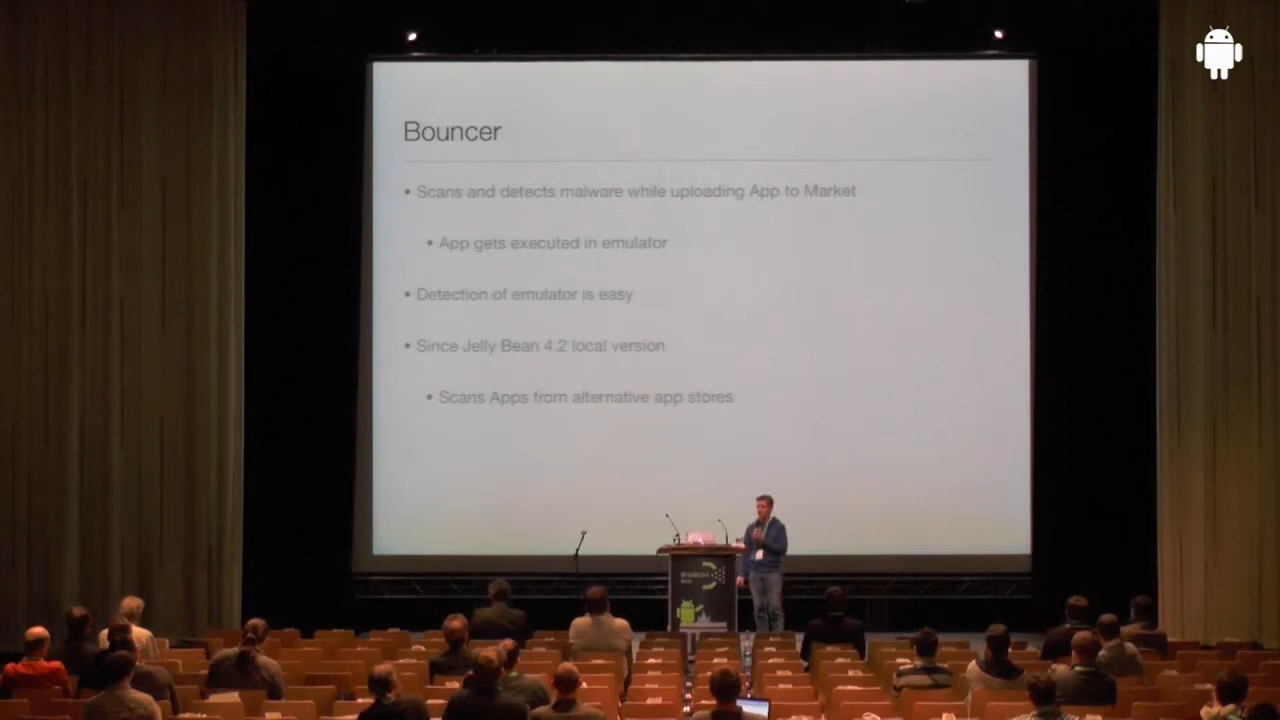 Bouncer
• Scans and detects malware while uploading App to Market
• App gets executed in emulator
• Detection of emulator is easy
• Since Jelly Bean 4.2 local version
• Scans Apps from alternative app stores
droidcon